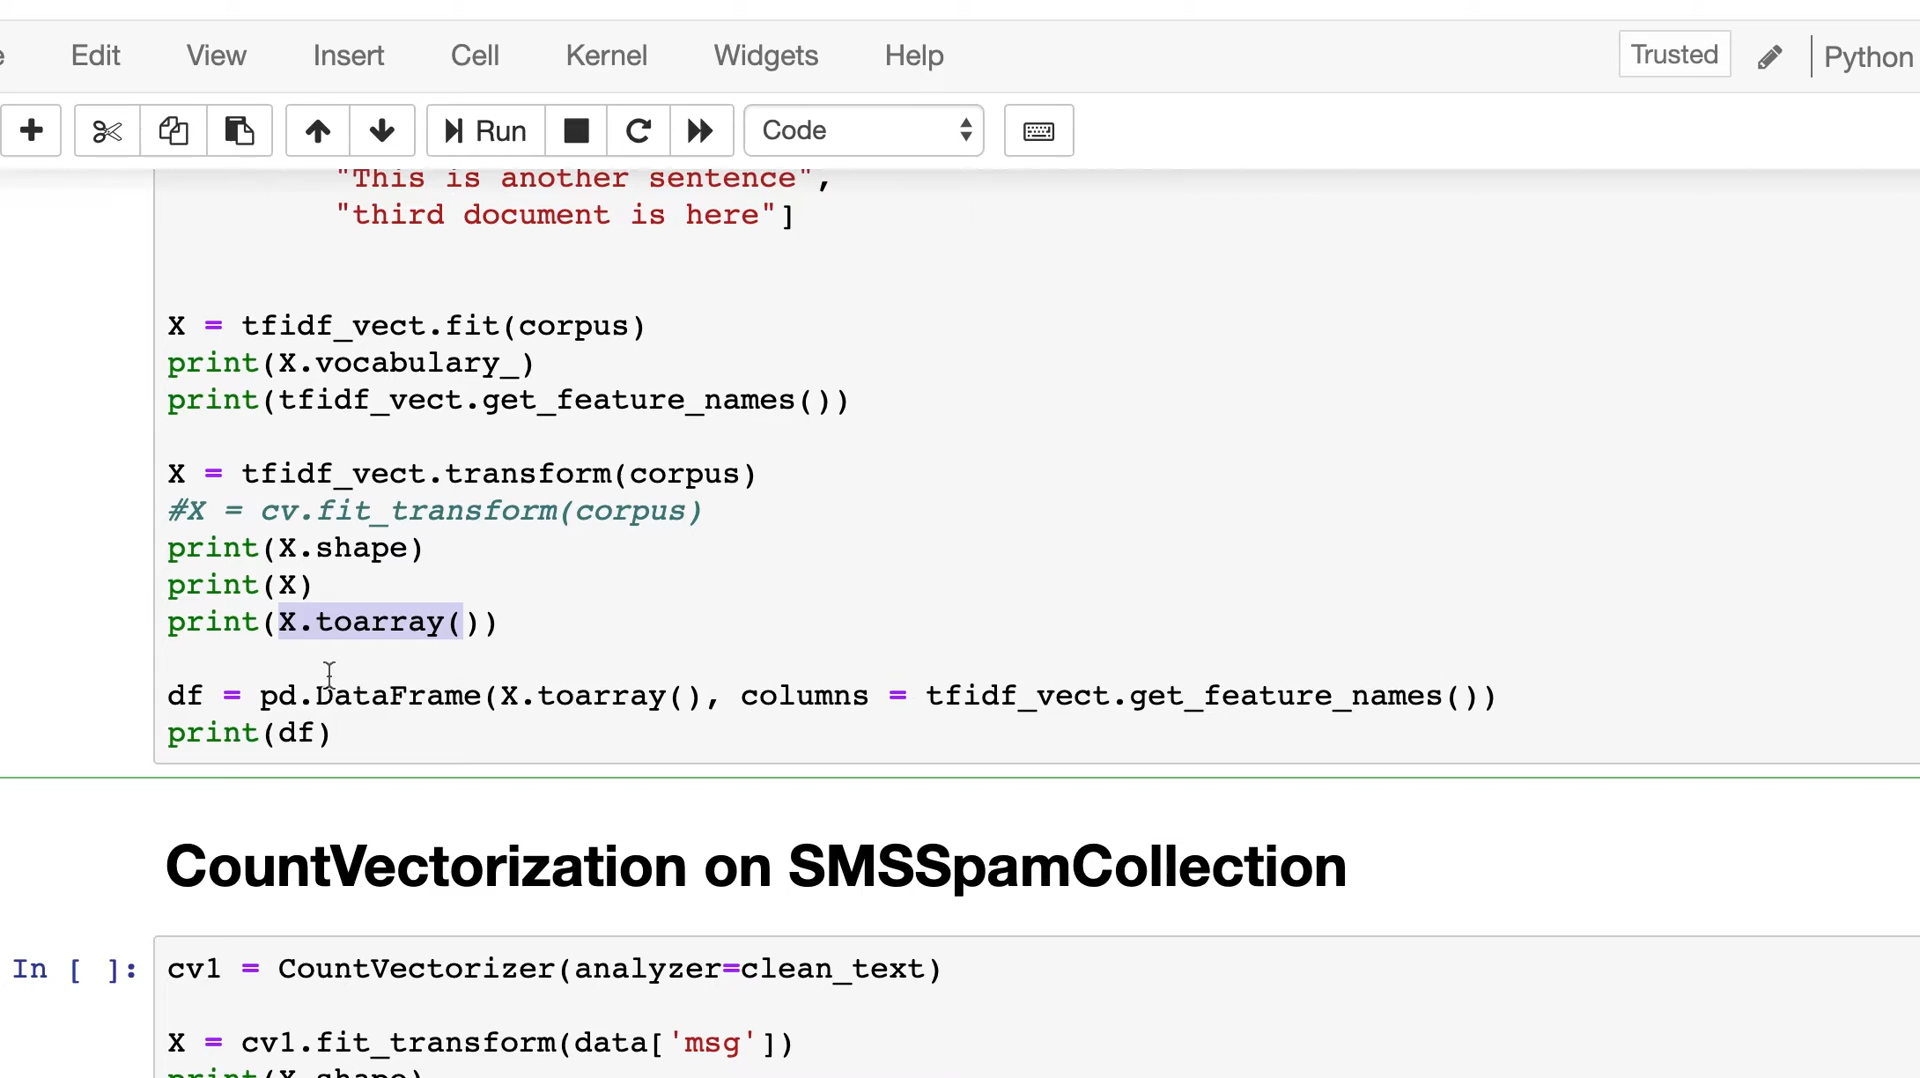 Edit View Insert Cell Kernel Widgets Help Trusted Python
Run Code
"This is another sentence",
"third document is here"]
X = tfidf_vect.fit(corpus)
print(X.vocabulary_)
print(tfidf_vect.get_feature_names())
X = tfidf_vect.transform(corpus)
#X = cv.fit_transform(corpus)
print(X.shape)
print(X)
print(X.toarray())
df = pd.DataFrame(X.toarray(), columns = tfidf_vect.get_feature_names())
print(df)
CountVectorization on SMSSpamCollection
In [ ]: cv1 = CountVectorizer(analyzer=clean_text)
X = cv1.fit_transform(data['msg'])
print(X.shape)